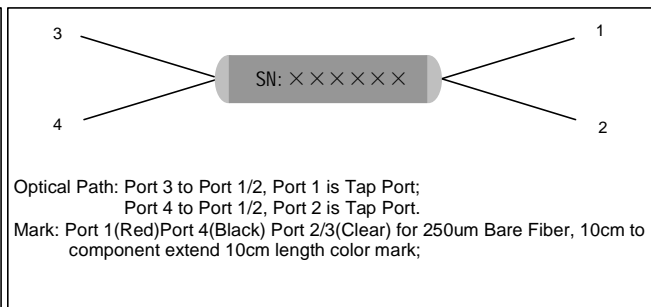 3
1
SN: ××××××
4
2
Optical Path: Port 3 to Port 1/2, Port 1 is Tap Port;
Port 4 to Port 1/2, Port 2 is Tap Port.
Mark: Port 1(Red)Port 4(Black) Port 2/3(Clear) for 250um Bare Fiber, 10cm to
component extend 10cm length color mark;